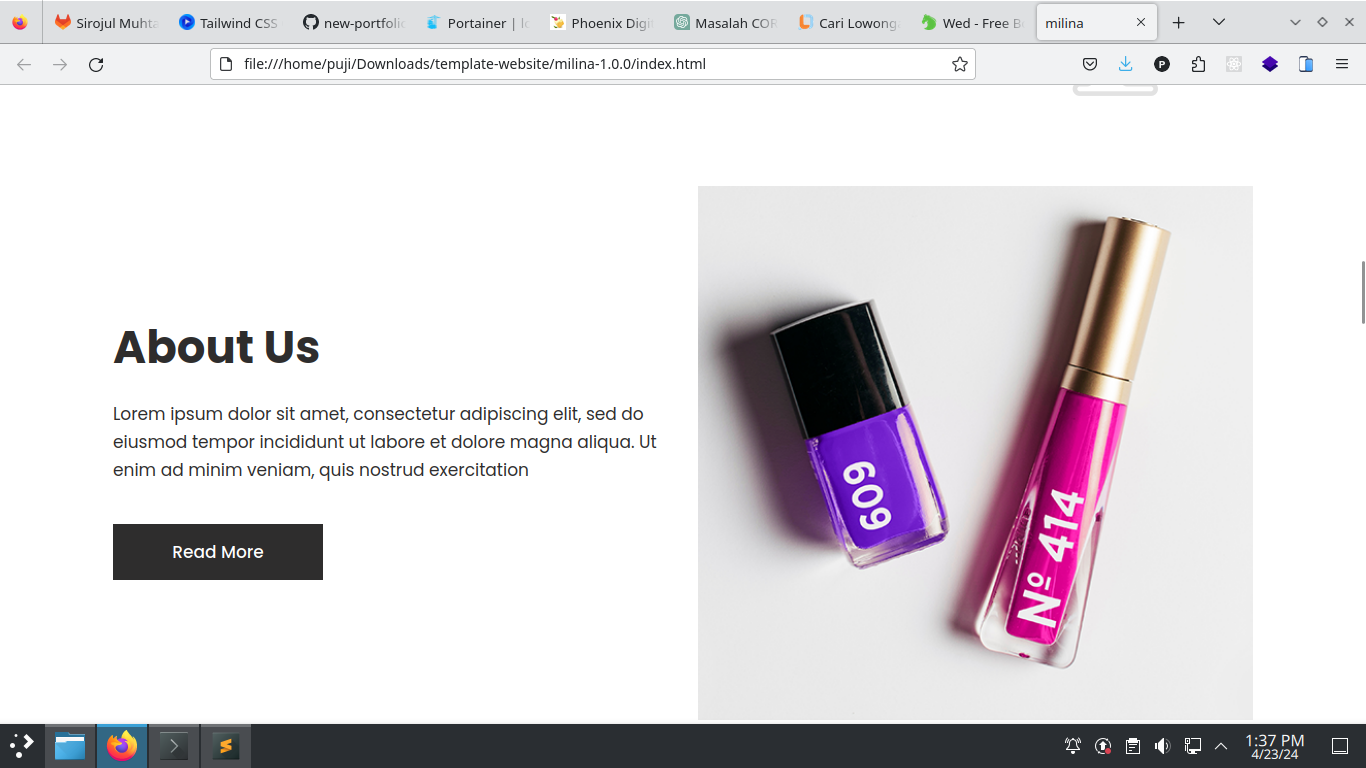 Sirojul Muhta
Tailwind CSS
new-portfolio
Portainer | lo
Phoenix Digit
Masalah COR
Cari Lowong
Wed - Free B
milina
file:///home/puji/Downloads/template-website/milina-1.0.0/index.html
P
About Us
Lorem ipsum dolor sit amet, consectetur adipiscing elit, sed do
eiusmod tempor incididunt ut labore et dolore magna aliqua. Ut
enim ad minim veniam, quis nostrud exercitation
Read More
609
Nº 414
1:37 PM
4/23/24